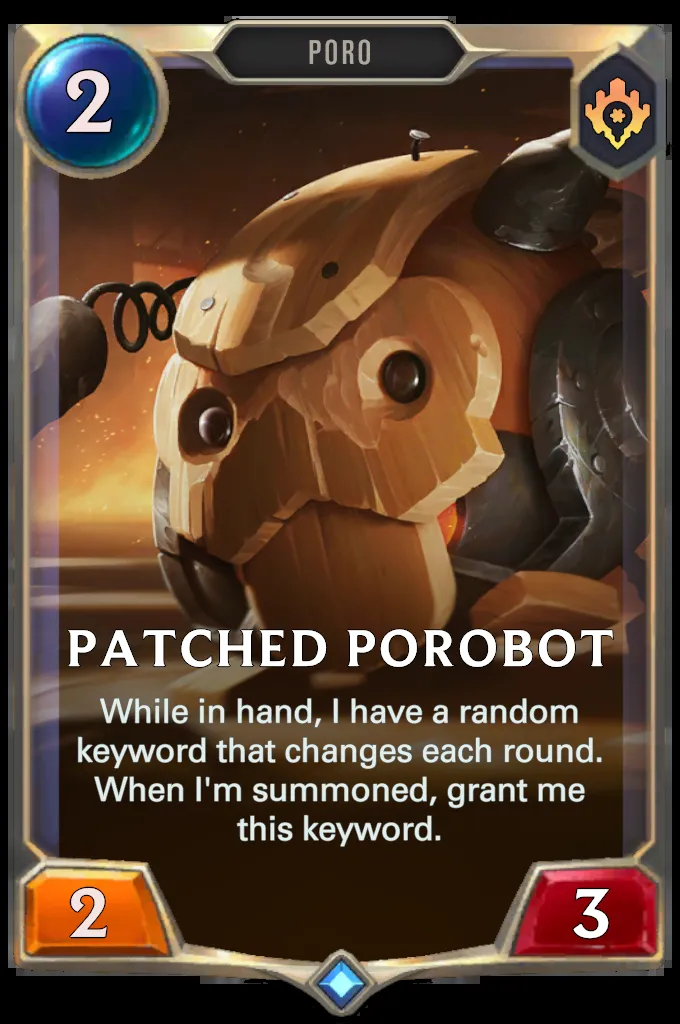 PORO
2
PATCHED POROBOT
While in hand, I have a random
keyword that changes each round.
When I'm summoned, grant me
this keyword.
2
3